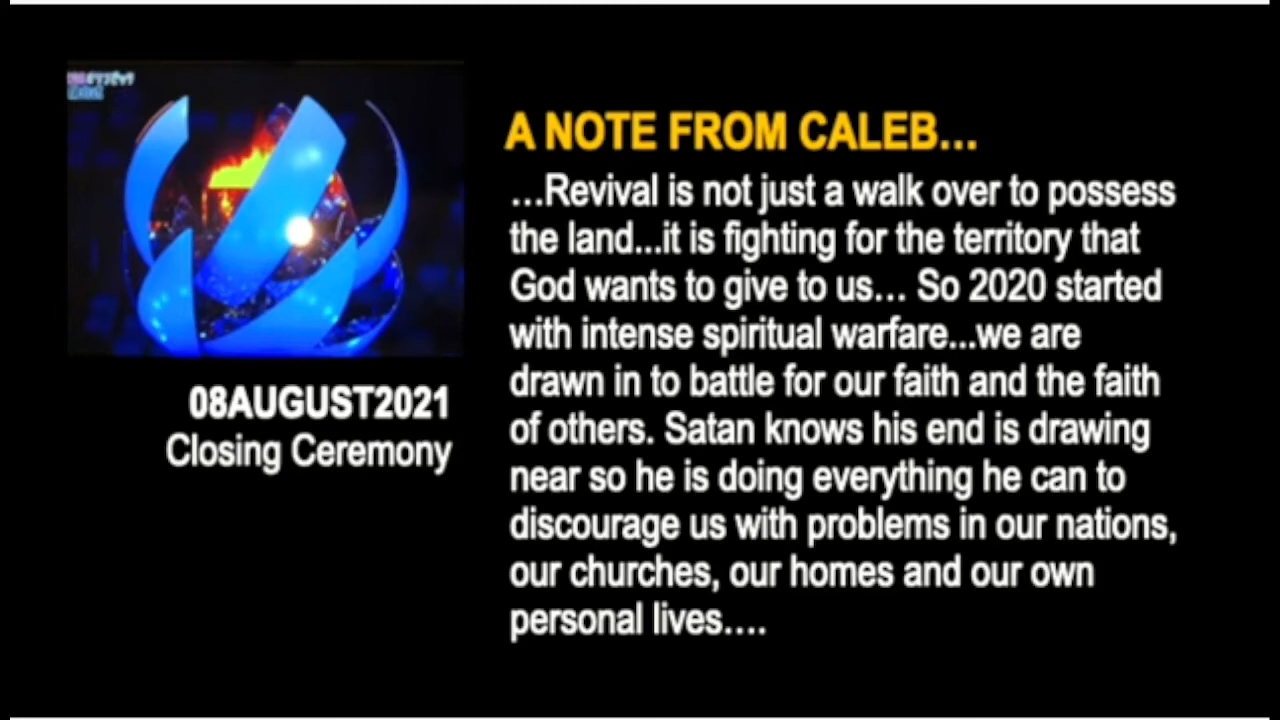 A NOTE FROM CALEB...
...Revival is not just a walk over to possess
the land...it is fighting for the territory that
God wants to give to us... So 2020 started
with intense spiritual warfare...we are
drawn in to battle for our faith and the faith
of others. Satan knows his end is drawing
near so he is doing everything he can to
discourage us with problems in our nations,
our churches, our homes and our own
personal lives....
08AUGUST2021
Closing Ceremony